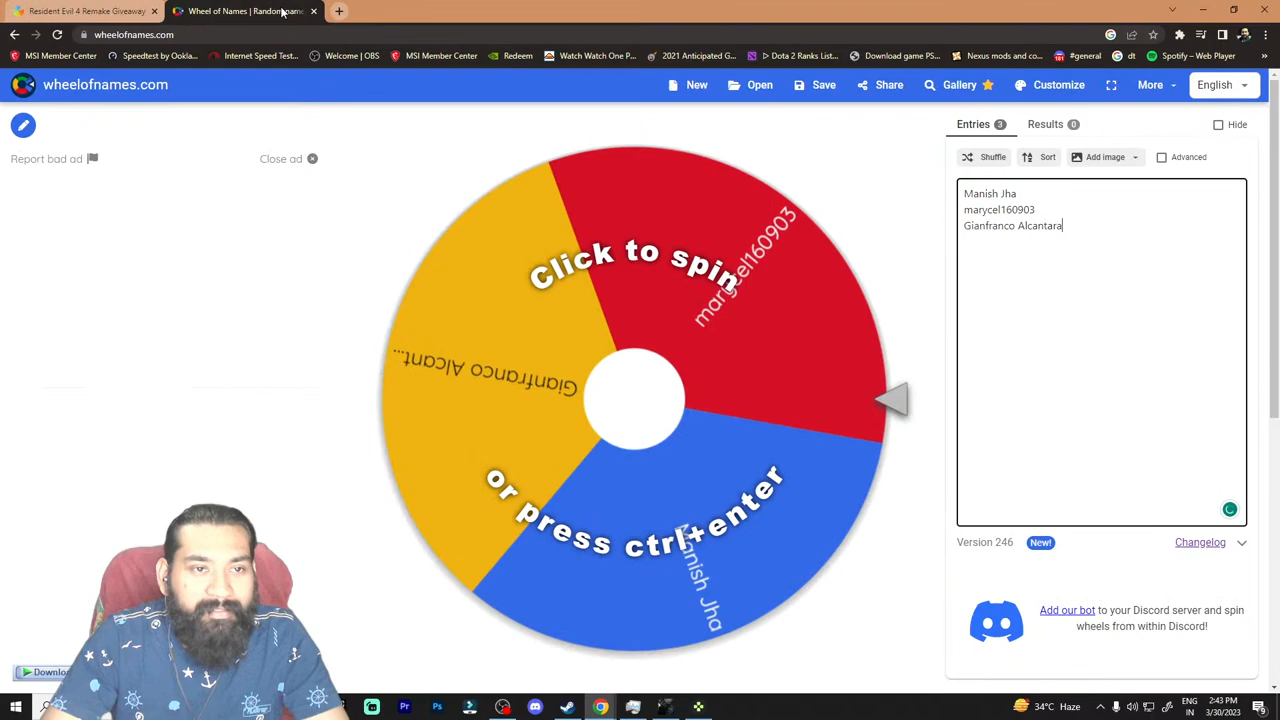 Resident Evil 4 Remake Giveaway
Wheel of Names | Random name
wheelofnames.com
MSI Member Center
Speedtest by Ookla...
Internet Speed Test...
Welcome | OBS
MSI Member Center
Redeem
Watch Watch Party...
2021 Anticipated G...
Dota 2 Ranks List...
Download game PS...
Nexus mods and co...
#general
dt
Spotify – Web Player
wheelofnames.com
New
Open
Save
Share
Gallery
Customize
More
English
Report bad ad
Close ad
Click to spin
or press ctrl+enter
marycel160903
Gianfranco Alcant...
Manish Jha
Entries 3
Results 0
Hide
Shuffle
Sort
Add image
Advanced
Manish Jha
marycel160903
Gianfranco Alcantara
Version 246
New!
Changelog
Add our bot to your Discord server and spin
wheels from within Discord!
34°C Haze
ENG
IN
2:43 PM
3/30/2023